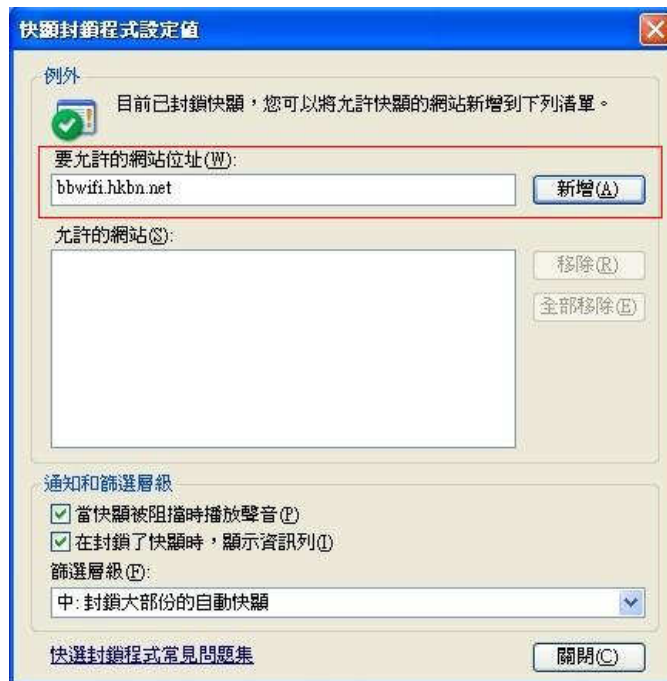 快顯封鎖程式設定值
例外
目前已封鎖快顯，您可以將允許快顯的網站新增到下列清單。
要允許的網站位址(W):
bbwifi.hkbn.net
新增(A)
允許的網站(S):
移除(R)
全部移除(E)
通知和篩選層級
當快顯被阻擋時播放聲音(P)
在封鎖了快顯時，顯示資訊列(I)
篩選層級(F):
中: 封鎖大部份的自動快顯
快選封鎖程式常見問題集
關閉(C)